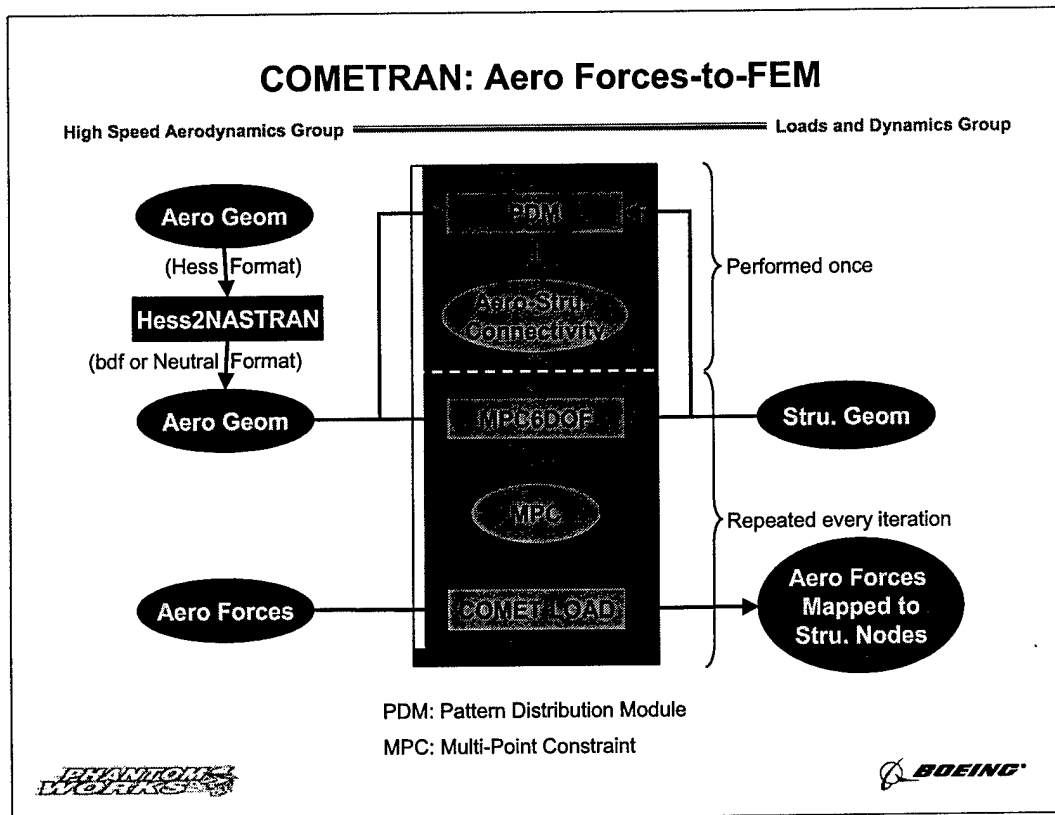 COMETRAN: Aero Forces-to-FEM
High Speed Aerodynamics Group
Loads and Dynamics Group
Aero Geom
(Hess Format)
Hess2NASTRAN
(bdf or Neutral Format)
Aero Geom
PDM
Aero-Stru.
Connectivity
MPC6DOF
MPC
COMETLOAD
Performed once
Stru. Geom
Repeated every iteration
Aero Forces
Aero Forces
Mapped to
Stru. Nodes
PDM: Pattern Distribution Module
MPC: Multi-Point Constraint
PHANTOM
WORKS
BOEING